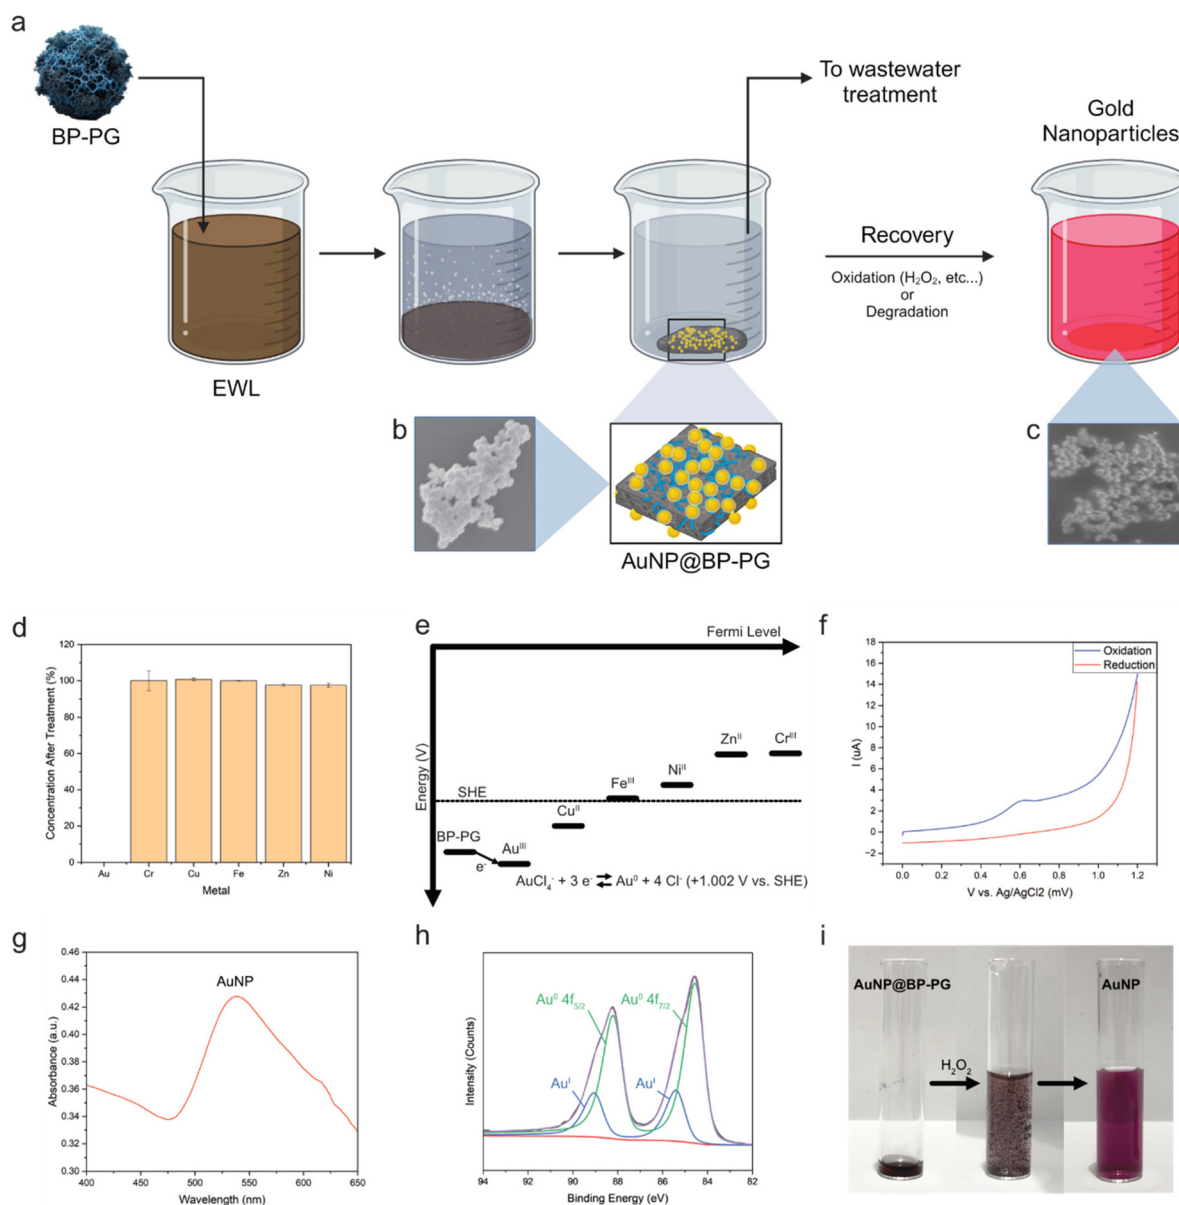 a
BP-PG
To wastewater
treatment
Gold
Nanoparticles
Recovery
Oxidation (H₂O₂, etc...)
or
Degradation
EWL
b
c
AuNP@BP-PG
d
120
100
80
60
40
20
0
Concentration After Treatment (%)
Au
Cr
Cu
Fe
Zn
Ni
Metal
e
Fermi Level
Energy (V)
SHE
BP-PG
e⁻
Auᴵᴵᴵ
Cuᴵᴵ
Feᴵᴵᴵ
Niᴵᴵ
Znᴵᴵ
Crᴵᴵᴵ
AuCl₄⁻ + 3 e⁻ ⇌ Au⁰ + 4 Cl⁻ (+1.002 V vs. SHE)
f
18
16
14
12
10
8
6
4
2
0
-2
I (uA)
Oxidation
Reduction
0.0
0.2
0.4
0.6
0.8
1.0
1.2
V vs. Ag/AgCl2 (mV)
g
0.46
0.44
0.42
0.40
0.38
0.36
0.34
0.32
0.30
Absorbance (a.u.)
AuNP
400
450
500
550
600
650
Wavelength (nm)
h
Intensity (Counts)
Au⁰ 4f₅/₂
Au⁰ 4f₇/₂
Auᴵ
Auᴵ
94
92
90
88
86
84
82
Binding Energy (eV)
i
AuNP@BP-PG
H₂O₂
AuNP